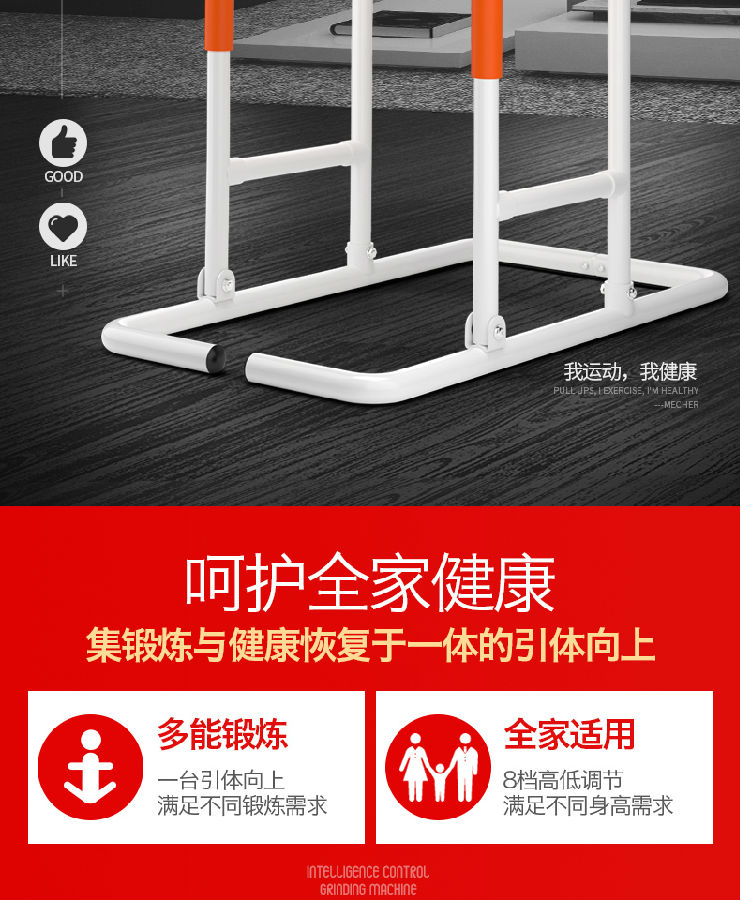 GOOD
LIKE
我运动，我健康
PULL UPS, I EXERCISE, I'M HEALTHY
---MECHER
呵护全家健康
集锻炼与健康恢复于一体的引体向上
多能锻炼
一台引体向上
满足不同锻炼需求
全家适用
8档高低调节
满足不同身高需求
INTELLIGENCE CONTROL
GRINDING MACHINE